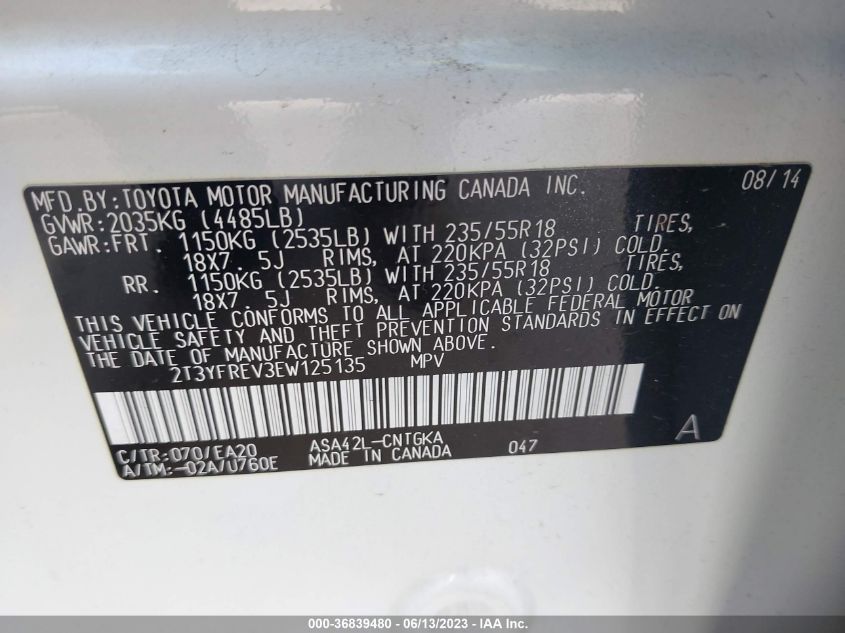 MFD. BY: TOYOTA MOTOR MANUFACTURING CANADA INC. 08/14
GVWR: 2035KG (4485LB)
GAWR: FRT. 1150KG (2535LB) WITH 235/55R18 TIRES,
18X7. 5J RIMS, AT 220KPA (32PSI) COLD.
RR. 1150KG (2535LB) WITH 235/55R18 TIRES,
18X7. 5J RIMS, AT 220KPA (32PSI) COLD.
THIS VEHICLE CONFORMS TO ALL APPLICABLE FEDERAL MOTOR
VEHICLE SAFETY AND THEFT PREVENTION STANDARDS IN EFFECT ON
THE DATE OF MANUFACTURE SHOWN ABOVE.
2T3YFREV3EW125135 MPV
C/TR: 070/EA20 ASA42L-CNTGKA 047 A
A/TM: -02A/U760E MADE IN CANADA
000-36839480 - 06/13/2023 - IAA Inc.